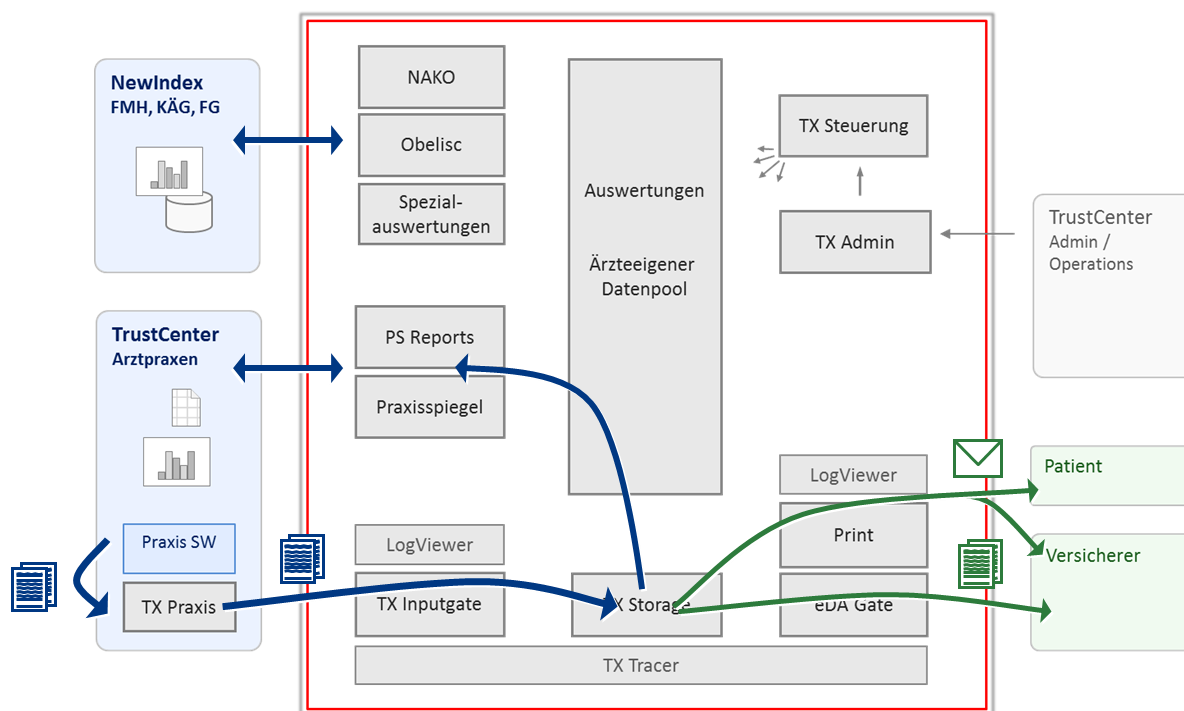 NewIndex
FMH, KÄG, FG
NAKO
Obelisc
Spezial-
auswertungen
Auswertungen
Ärzteeigener
Datenpool
TX Steuerung
TX Admin
TrustCenter
Admin /
Operations
TrustCenter
Arztpraxen
PS Reports
Praxisspiegel
Praxis SW
TX Praxis
LogViewer
TX Inputgate
TX Storage
LogViewer
Print
eDA Gate
TX Tracer
Patient
Versicherer